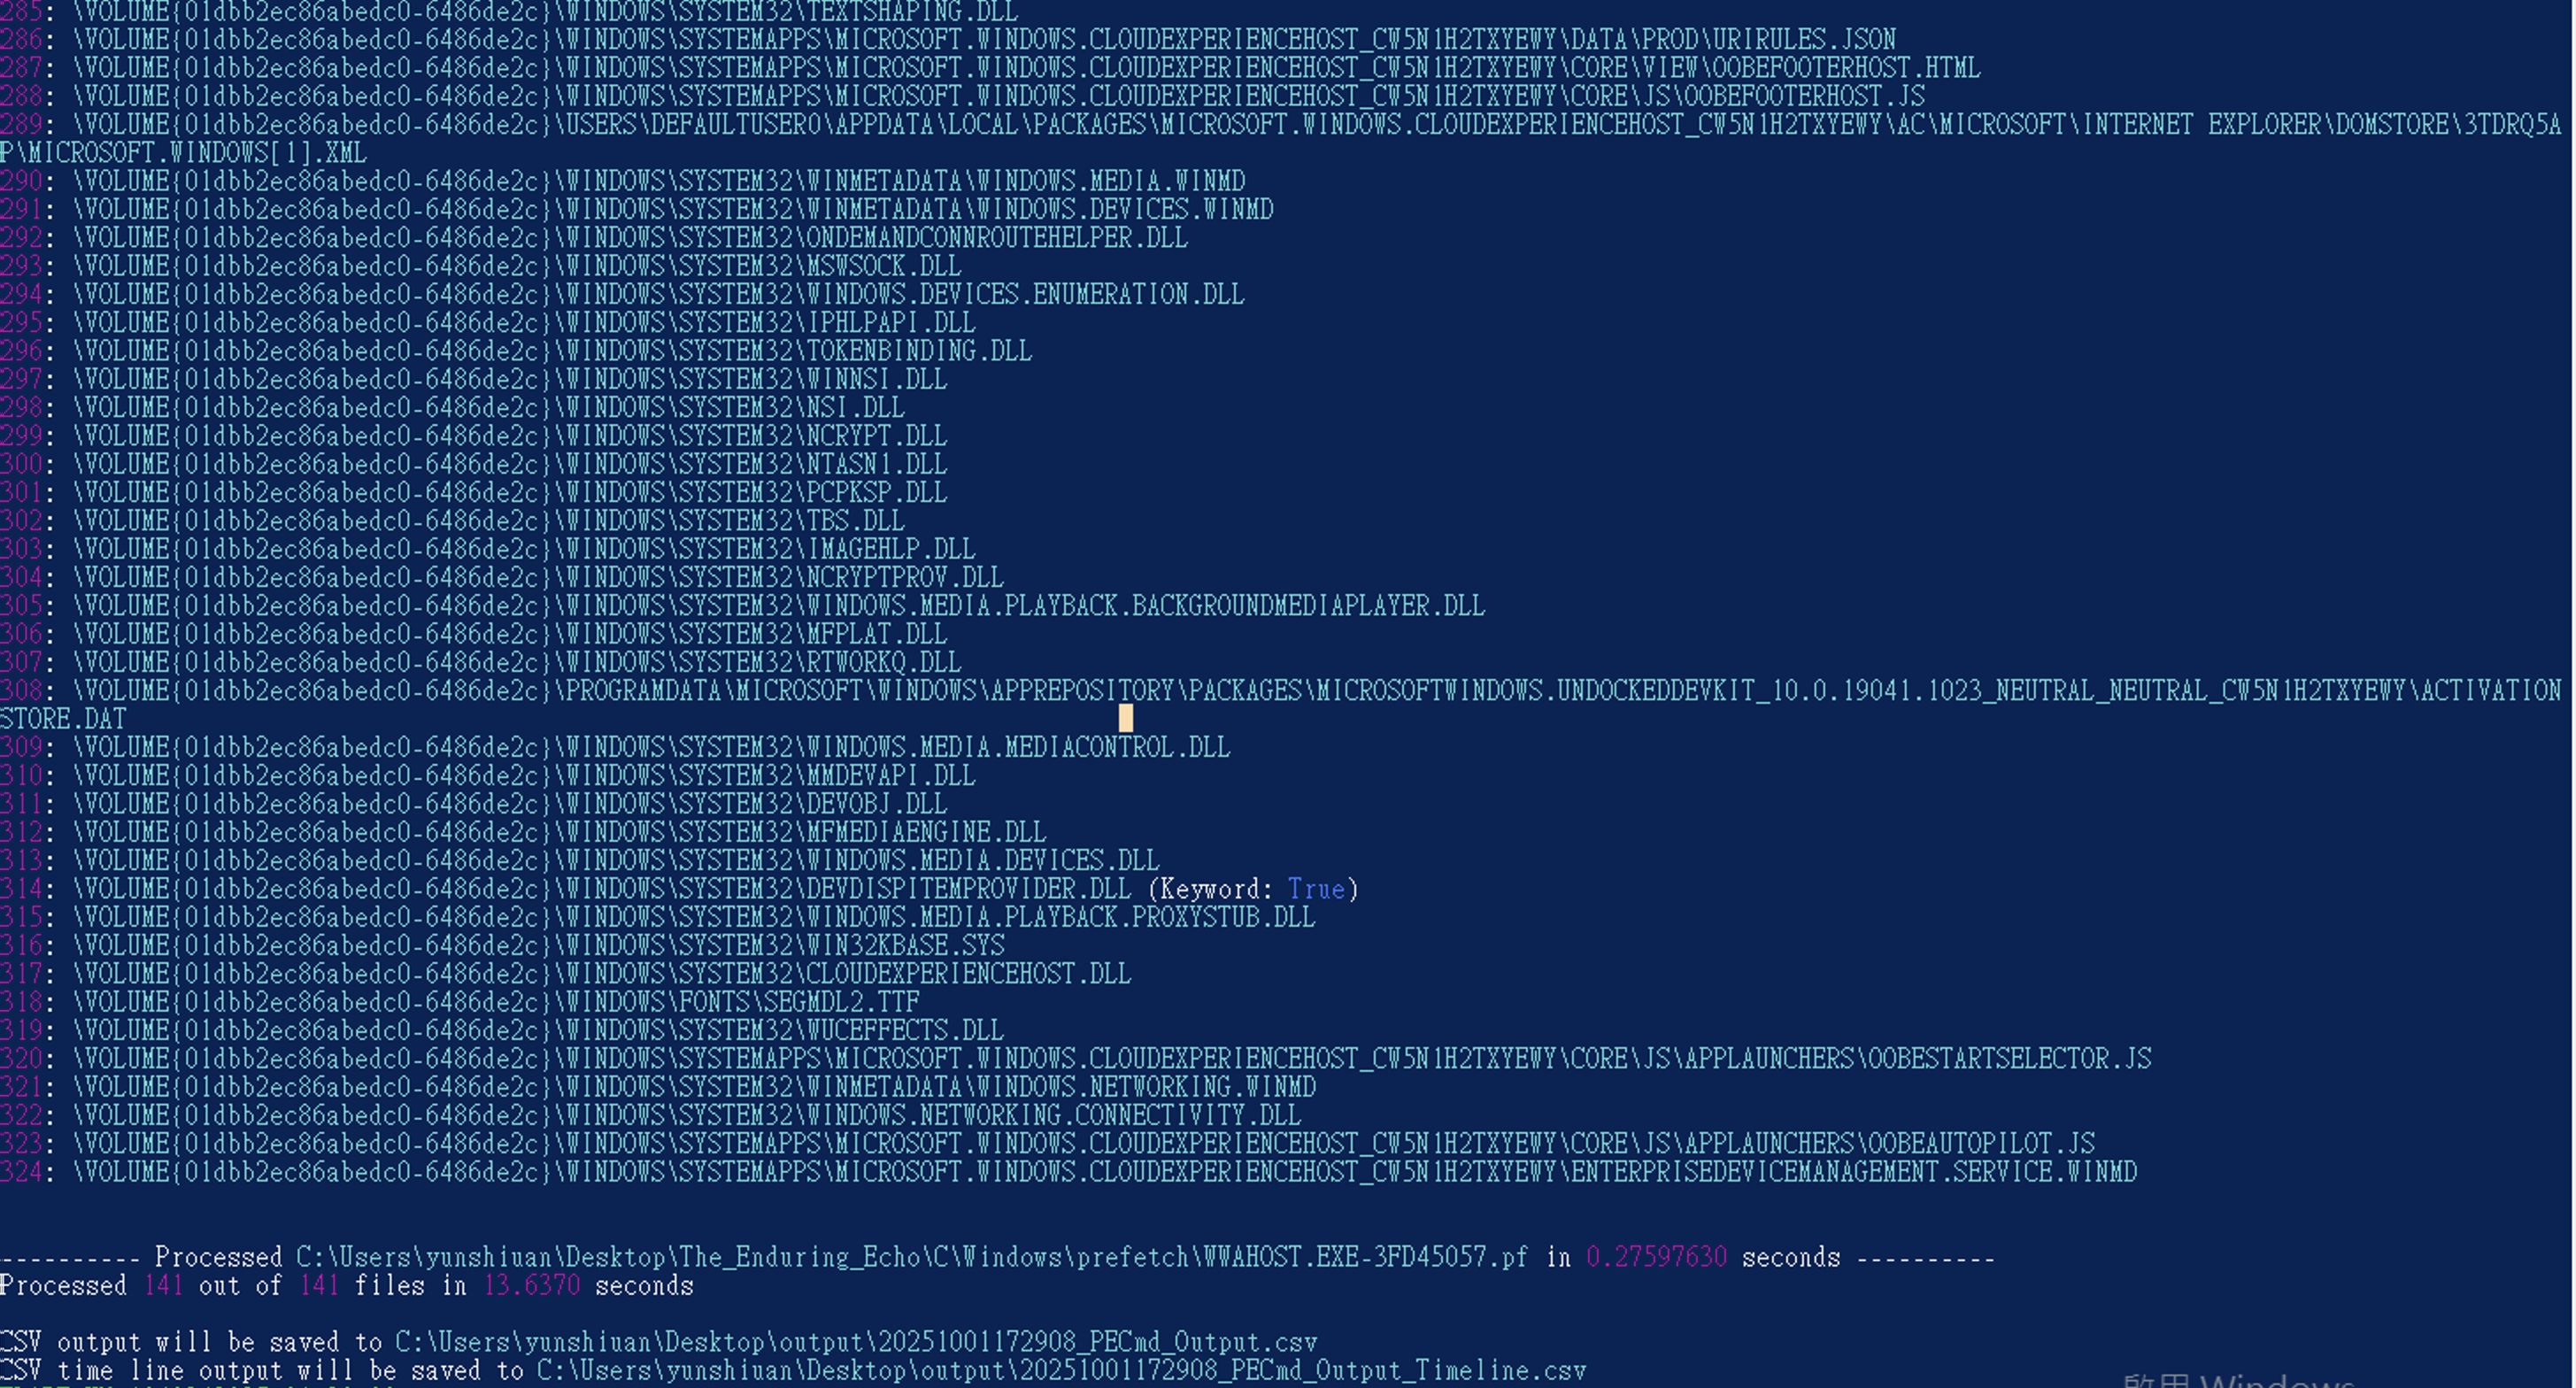 285: \VOLUME{01dbb2ec86abedc0-6486de2c}\WINDOWS\SYSTEM32\TEXTSHAPING.DLL
286: \VOLUME{01dbb2ec86abedc0-6486de2c}\WINDOWS\SYSTEMAPPS\MICROSOFT.WINDOWS.CLOUDEXPERIENCEHOST_CW5N1H2TXYEWY\DATA\PROD\URIRULES.JSON
287: \VOLUME{01dbb2ec86abedc0-6486de2c}\WINDOWS\SYSTEMAPPS\MICROSOFT.WINDOWS.CLOUDEXPERIENCEHOST_CW5N1H2TXYEWY\CORE\VIEW\OOBEFOOTERHOST.HTML
288: \VOLUME{01dbb2ec86abedc0-6486de2c}\WINDOWS\SYSTEMAPPS\MICROSOFT.WINDOWS.CLOUDEXPERIENCEHOST_CW5N1H2TXYEWY\CORE\JS\OOBEFOOTERHOST.JS
289: \VOLUME{01dbb2ec86abedc0-6486de2c}\USERS\DEFAULTUSER0\APPDATA\LOCAL\PACKAGES\MICROSOFT.WINDOWS.CLOUDEXPERIENCEHOST_CW5N1H2TXYEWY\AC\MICROSOFT\INTERNET EXPLORER\DOMSTORE\3TDRQ5A
P\MICROSOFT.WINDOWS[1].XML
290: \VOLUME{01dbb2ec86abedc0-6486de2c}\WINDOWS\SYSTEM32\WINMETADATA\WINDOWS.MEDIA.WINMD
291: \VOLUME{01dbb2ec86abedc0-6486de2c}\WINDOWS\SYSTEM32\WINMETADATA\WINDOWS.DEVICES.WINMD
292: \VOLUME{01dbb2ec86abedc0-6486de2c}\WINDOWS\SYSTEM32\ONDEMANDCONNROUTEHELPER.DLL
293: \VOLUME{01dbb2ec86abedc0-6486de2c}\WINDOWS\SYSTEM32\MSWSOCK.DLL
294: \VOLUME{01dbb2ec86abedc0-6486de2c}\WINDOWS\SYSTEM32\WINDOWS.DEVICES.ENUMERATION.DLL
295: \VOLUME{01dbb2ec86abedc0-6486de2c}\WINDOWS\SYSTEM32\IPHLPAPI.DLL
296: \VOLUME{01dbb2ec86abedc0-6486de2c}\WINDOWS\SYSTEM32\TOKENBINDING.DLL
297: \VOLUME{01dbb2ec86abedc0-6486de2c}\WINDOWS\SYSTEM32\WINNSI.DLL
298: \VOLUME{01dbb2ec86abedc0-6486de2c}\WINDOWS\SYSTEM32\NSI.DLL
299: \VOLUME{01dbb2ec86abedc0-6486de2c}\WINDOWS\SYSTEM32\NCRYPT.DLL
300: \VOLUME{01dbb2ec86abedc0-6486de2c}\WINDOWS\SYSTEM32\NTASN1.DLL
301: \VOLUME{01dbb2ec86abedc0-6486de2c}\WINDOWS\SYSTEM32\PCPKSP.DLL
302: \VOLUME{01dbb2ec86abedc0-6486de2c}\WINDOWS\SYSTEM32\TBS.DLL
303: \VOLUME{01dbb2ec86abedc0-6486de2c}\WINDOWS\SYSTEM32\IMAGEHLP.DLL
304: \VOLUME{01dbb2ec86abedc0-6486de2c}\WINDOWS\SYSTEM32\NCRYPTPROV.DLL
305: \VOLUME{01dbb2ec86abedc0-6486de2c}\WINDOWS\SYSTEM32\WINDOWS.MEDIA.PLAYBACK.BACKGROUNDMEDIAPLAYER.DLL
306: \VOLUME{01dbb2ec86abedc0-6486de2c}\WINDOWS\SYSTEM32\MFPLAT.DLL
307: \VOLUME{01dbb2ec86abedc0-6486de2c}\WINDOWS\SYSTEM32\RTWORKQ.DLL
308: \VOLUME{01dbb2ec86abedc0-6486de2c}\PROGRAMDATA\MICROSOFT\WINDOWS\APPREPOSITORY\PACKAGES\MICROSOFTWINDOWS.UNDOCKEDDEVKIT_10.0.19041.1023_NEUTRAL_NEUTRAL_CW5N1H2TXYEWY\ACTIVATION
STORE.DAT
309: \VOLUME{01dbb2ec86abedc0-6486de2c}\WINDOWS\SYSTEM32\WINDOWS.MEDIA.MEDIACONTROL.DLL
310: \VOLUME{01dbb2ec86abedc0-6486de2c}\WINDOWS\SYSTEM32\MMDEVAPI.DLL
311: \VOLUME{01dbb2ec86abedc0-6486de2c}\WINDOWS\SYSTEM32\DEVOBJ.DLL
312: \VOLUME{01dbb2ec86abedc0-6486de2c}\WINDOWS\SYSTEM32\MFMEDIAENGINE.DLL
313: \VOLUME{01dbb2ec86abedc0-6486de2c}\WINDOWS\SYSTEM32\WINDOWS.MEDIA.DEVICES.DLL
314: \VOLUME{01dbb2ec86abedc0-6486de2c}\WINDOWS\SYSTEM32\DEVDISPITEMPROVIDER.DLL (Keyword: True)
315: \VOLUME{01dbb2ec86abedc0-6486de2c}\WINDOWS\SYSTEM32\WINDOWS.MEDIA.PLAYBACK.PROXYSTUB.DLL
316: \VOLUME{01dbb2ec86abedc0-6486de2c}\WINDOWS\SYSTEM32\WIN32KBASE.SYS
317: \VOLUME{01dbb2ec86abedc0-6486de2c}\WINDOWS\SYSTEM32\CLOUDEXPERIENCEHOST.DLL
318: \VOLUME{01dbb2ec86abedc0-6486de2c}\WINDOWS\FONTS\SEGMDL2.TTF
319: \VOLUME{01dbb2ec86abedc0-6486de2c}\WINDOWS\SYSTEM32\WUCEFFECTS.DLL
320: \VOLUME{01dbb2ec86abedc0-6486de2c}\WINDOWS\SYSTEMAPPS\MICROSOFT.WINDOWS.CLOUDEXPERIENCEHOST_CW5N1H2TXYEWY\CORE\JS\APPLAUNCHERS\OOBESTARTSELECTOR.JS
321: \VOLUME{01dbb2ec86abedc0-6486de2c}\WINDOWS\SYSTEM32\WINMETADATA\WINDOWS.NETWORKING.WINMD
322: \VOLUME{01dbb2ec86abedc0-6486de2c}\WINDOWS\SYSTEM32\WINDOWS.NETWORKING.CONNECTIVITY.DLL
323: \VOLUME{01dbb2ec86abedc0-6486de2c}\WINDOWS\SYSTEMAPPS\MICROSOFT.WINDOWS.CLOUDEXPERIENCEHOST_CW5N1H2TXYEWY\CORE\JS\APPLAUNCHERS\OOBEAUTOPILOT.JS
324: \VOLUME{01dbb2ec86abedc0-6486de2c}\WINDOWS\SYSTEMAPPS\MICROSOFT.WINDOWS.CLOUDEXPERIENCEHOST_CW5N1H2TXYEWY\ENTERPRISEDEVICEMANAGEMENT.SERVICE.WINMD
---------- Processed C:\Users\yunshiuan\Desktop\The_Enduring_Echo\C\Windows\prefetch\WWAHOST.EXE-3FD45057.pf in 0.27597630 seconds ----------
Processed 141 out of 141 files in 13.6370 seconds
CSV output will be saved to C:\Users\yunshiuan\Desktop\output\20251001172908_PECmd_Output.csv
CSV time line output will be saved to C:\Users\yunshiuan\Desktop\output\20251001172908_PECmd_Output_Timeline.csv
啟用 Windows